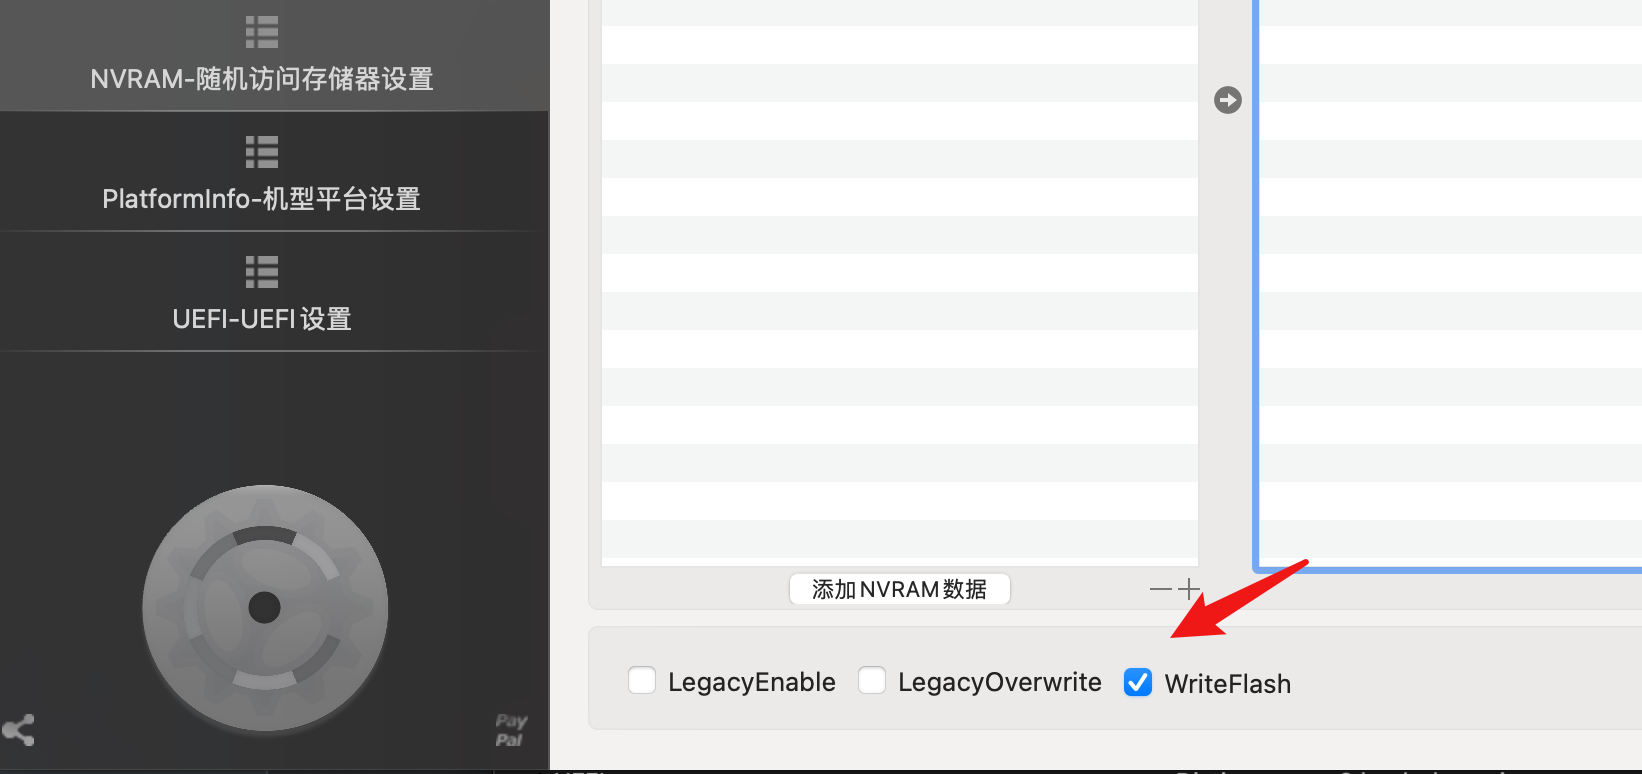 NVRAM-随机访问存储器设置
PlatformInfo-机型平台设置
UEFI-UEFI设置
添加NVRAM数据
LegacyEnable
LegacyOverwrite
WriteFlash
Pay
Pal